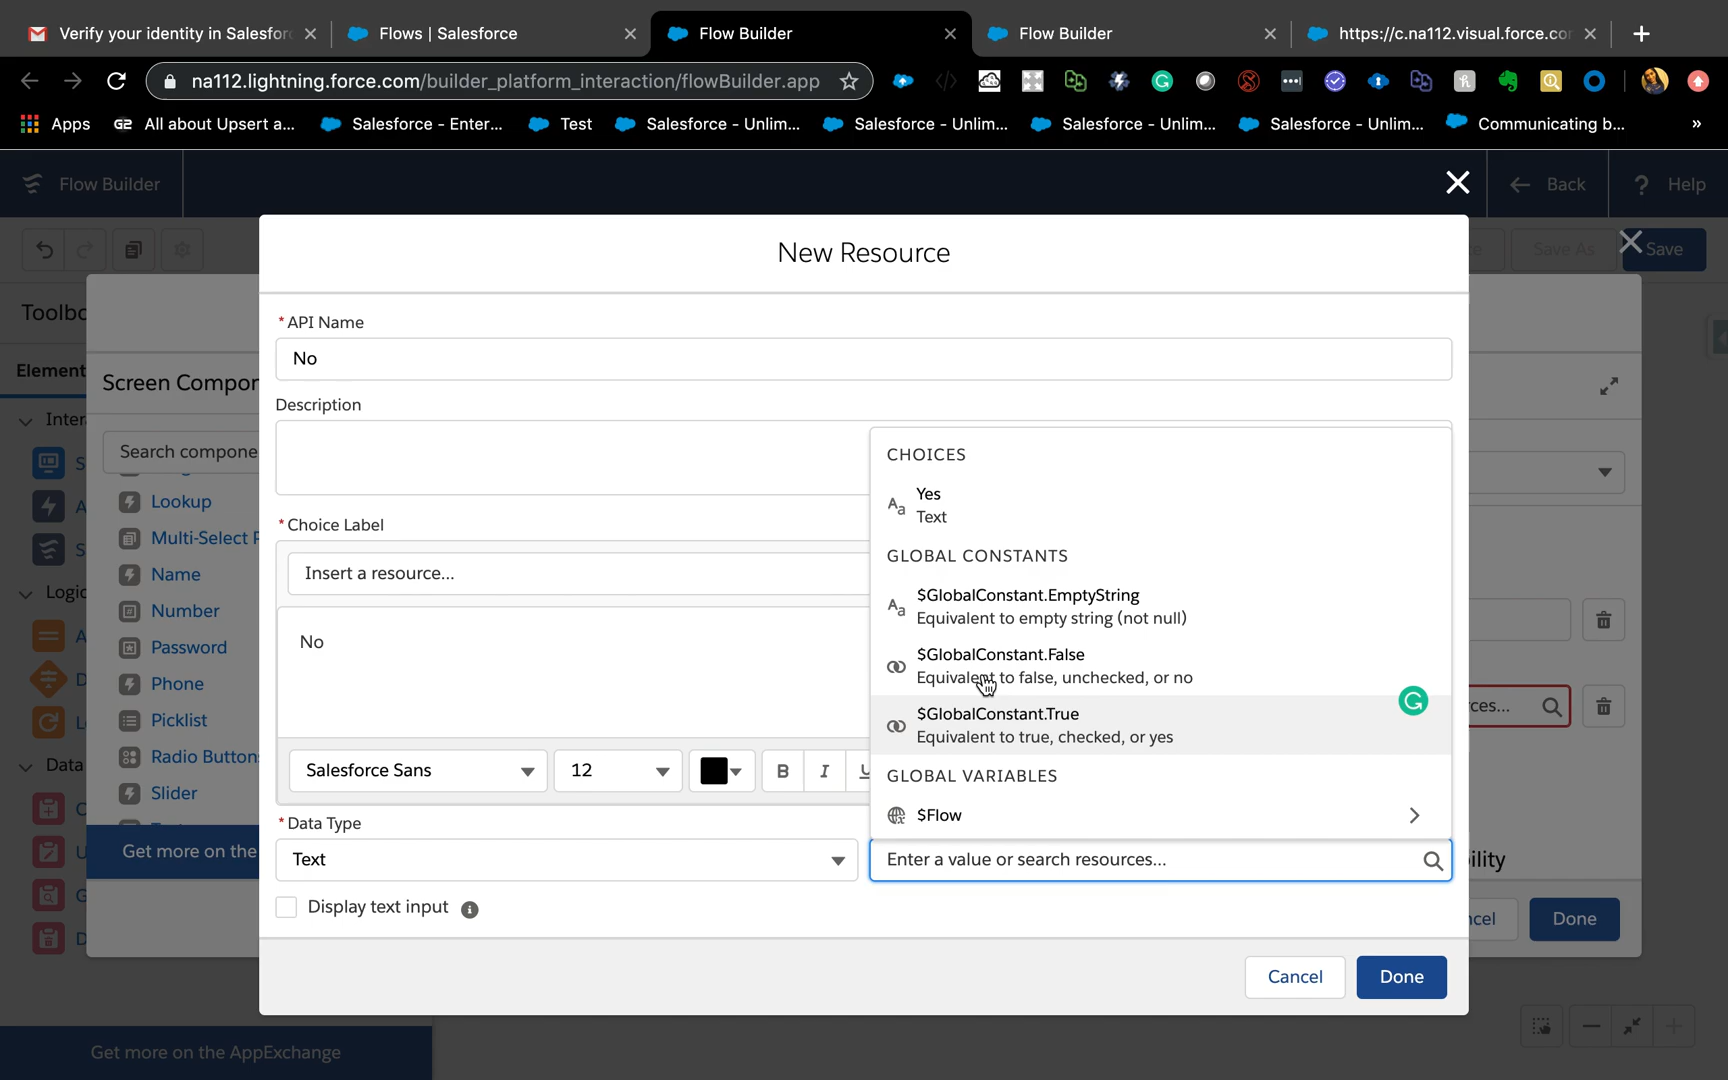 Verify your identity in Salesforc
Flows | Salesforce
Flow Builder
Flow Builder
https://c.na112.visual.force.cor
na112.lightning.force.com/builder_platform_interaction/flowBuilder.app
Apps
G2 All about Upsert a...
Salesforce - Enter...
Test
Salesforce - Unlim...
Salesforce - Unlim...
Salesforce - Unlim...
Salesforce - Unlim...
Communicating b...
»
Flow Builder
Back
? Help
New Resource
Save As
Save
Toolbo
* API Name
No
Element
Screen Compor
Description
Inter
Search compone
CHOICES
Yes
Text
Lookup
* Choice Label
Multi-Select P
GLOBAL CONSTANTS
Insert a resource...
Name
$GlobalConstant.EmptyString
Equivalent to empty string (not null)
Logic
Number
No
Password
$GlobalConstant.False
Equivalent to false, unchecked, or no
Phone
ces...
$GlobalConstant.True
Equivalent to true, checked, or yes
Picklist
Radio Button
Data
Salesforce Sans
12
B
I
U
GLOBAL VARIABLES
Slider
$Flow
* Data Type
Get more on the
Text
Enter a value or search resources...
ility
Display text input
ncel
Done
Cancel
Done
Get more on the AppExchange